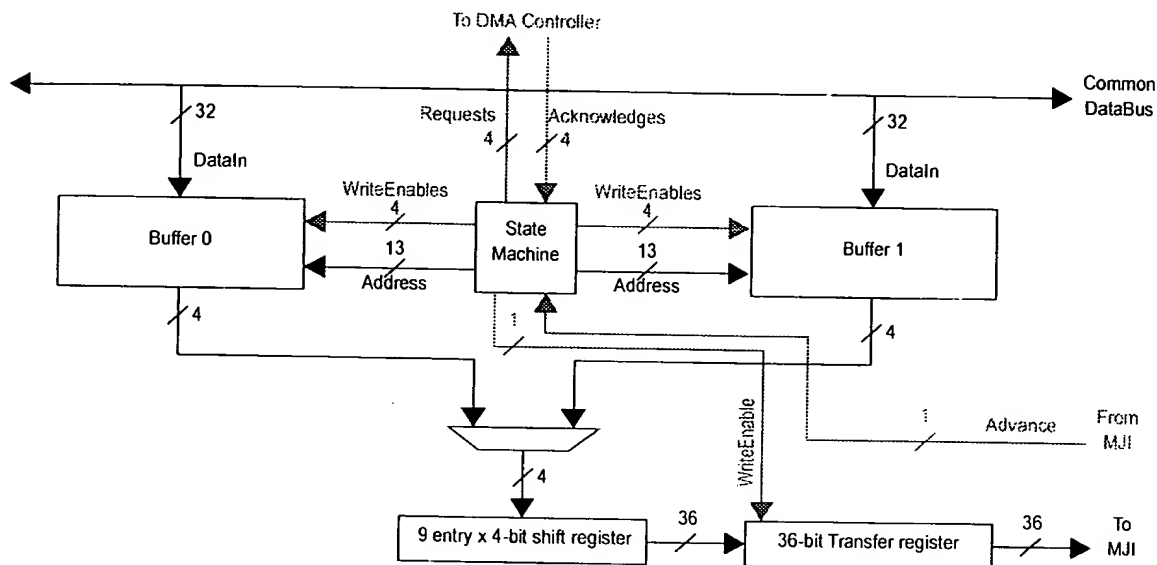 To DMA Controller
Common
DataBus
32
Requests
4
Acknowledges
4
32
DataIn
DataIn
WriteEnables
4
WriteEnables
4
Buffer 0
State
Machine
Buffer 1
13
Address
13
Address
4
1
4
WriteEnable
1
Advance
From
MJI
4
9 entry x 4-bit shift register
36
36-bit Transfer register
36
To
MJI